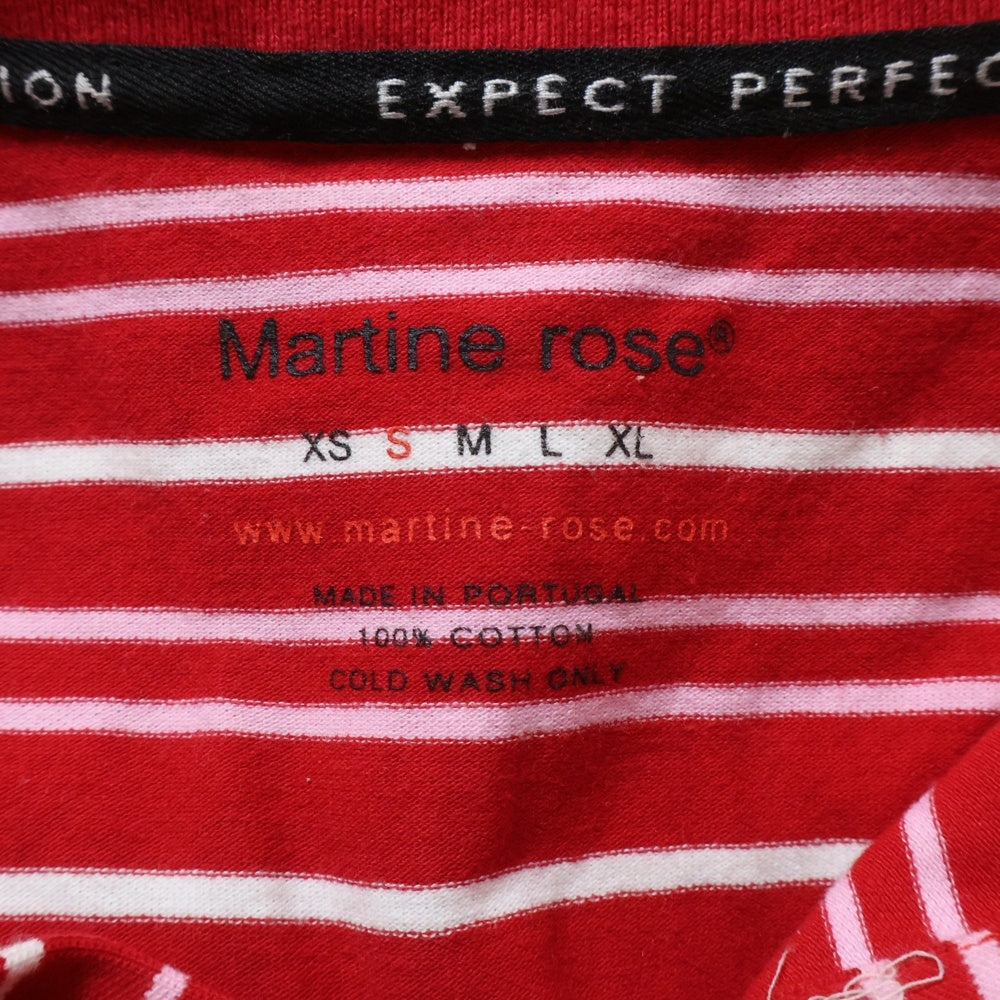 ION EXPECT PERFEC
Martine rose®
XS S M L XL
www.martine-rose.com
MADE IN PORTUGAL
100% COTTON
COLD WASH ONLY